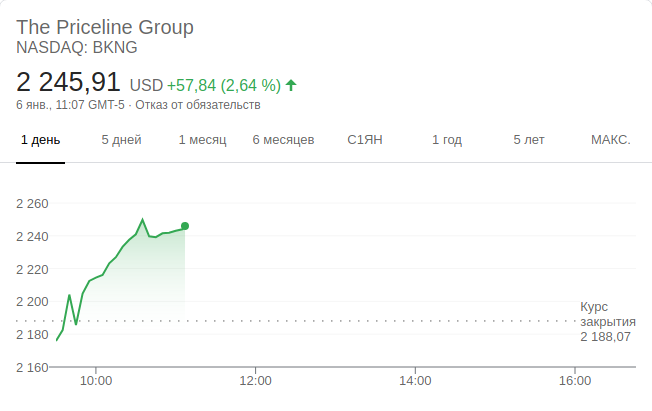 The Priceline Group
NASDAQ: BKNG
2 245,91 USD +57,84 (2,64 %)
6 янв., 11:07 GMT-5 · Отказ от обязательств
1 день 5 дней 1 месяц 6 месяцев С1ЯН 1 год 5 лет МАКС.
2 260
2 240
2 220
2 200
2 180
2 160
Курс
закрытия
2 188,07
10:00 12:00 14:00 16:00